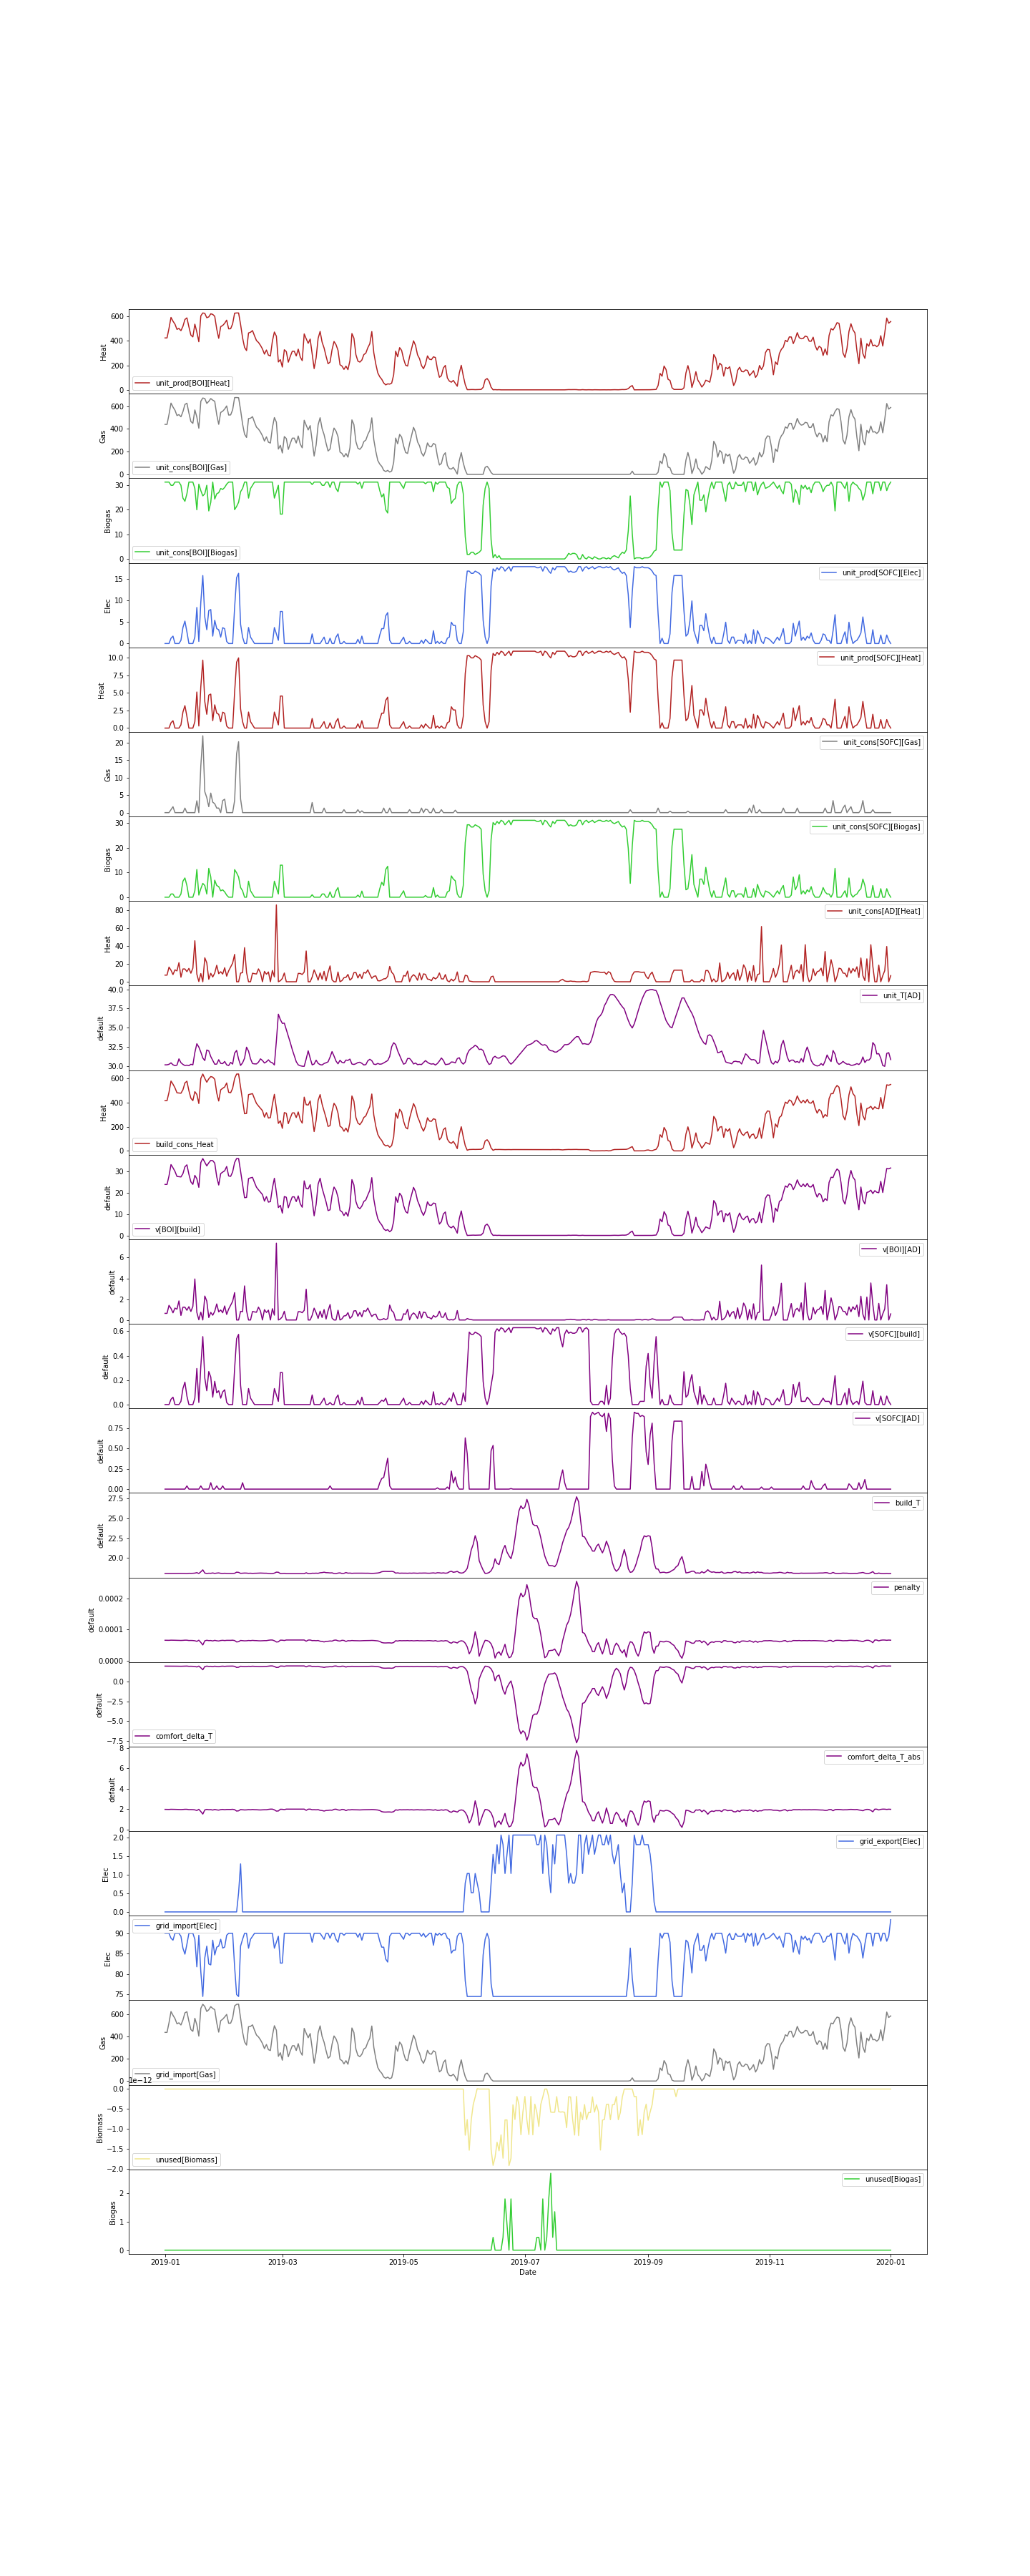 600
400
200
0
Heat
unit_prod[BOI][Heat]
600
400
200
0
Gas
unit_cons[BOI][Gas]
30
20
10
0
Biogas
unit_cons[BOI][Biogas]
15
10
5
0
Elec
unit_prod[SOFC][Elec]
10.0
7.5
5.0
2.5
0.0
Heat
unit_prod[SOFC][Heat]
20
15
10
5
0
Gas
unit_cons[SOFC][Gas]
30
20
10
0
Biogas
unit_cons[SOFC][Biogas]
80
60
40
20
0
Heat
unit_cons[AD][Heat]
40.0
37.5
35.0
32.5
30.0
default
unit_T[AD]
600
400
200
0
Heat
build_cons_Heat
30
20
10
0
default
v[BOI][build]
6
4
2
0
default
v[BOI][AD]
0.6
0.4
0.2
0.0
default
v[SOFC][build]
0.75
0.50
0.25
0.00
default
v[SOFC][AD]
27.5
25.0
22.5
20.0
default
build_T
0.0002
0.0001
0.0000
default
penalty
0.0
−2.5
−5.0
−7.5
default
comfort_delta_T
8
6
4
2
0
default
comfort_delta_T_abs
2.0
1.5
1.0
0.5
0.0
Elec
grid_export[Elec]
90
85
80
75
Elec
grid_import[Elec]
600
400
200
0
Gas
grid_import[Gas]
1e−12
0.0
−0.5
−1.0
−1.5
−2.0
Biomass
unused[Biomass]
2
1
0
Biogas
unused[Biogas]
2019-01 2019-03 2019-05 2019-07 2019-09 2019-11 2020-01
Date